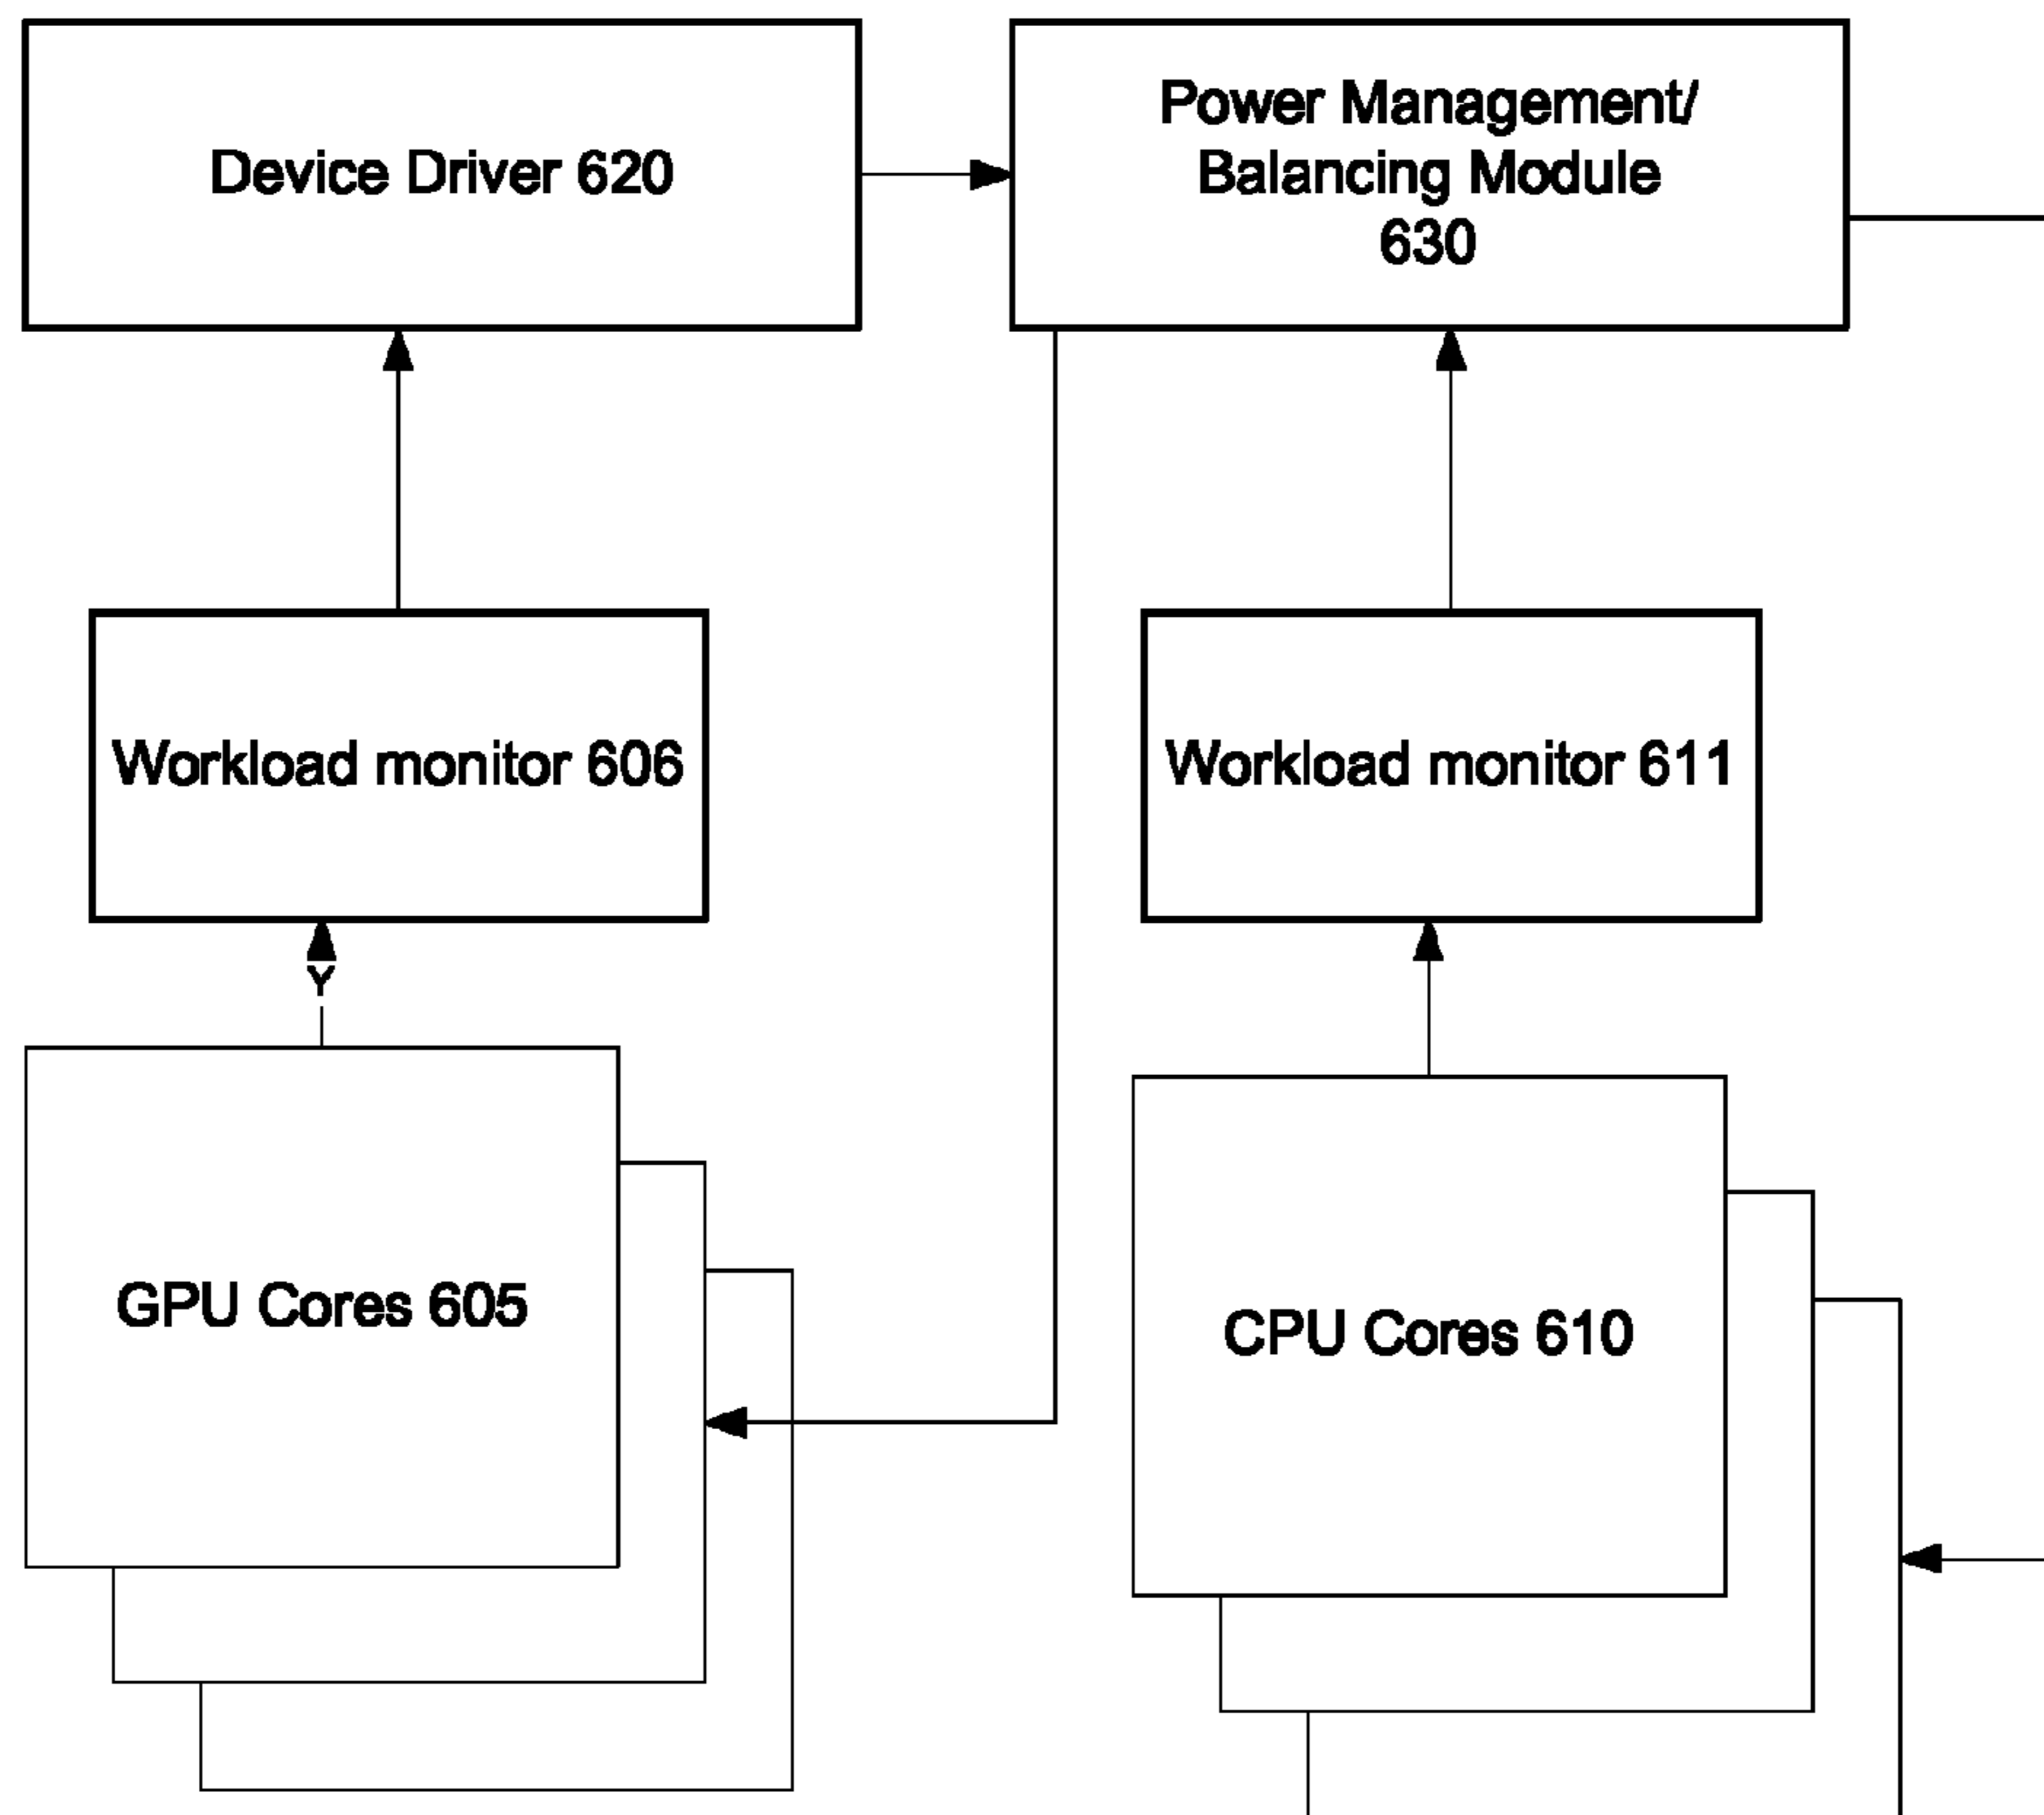 Device Driver 620
Power Management/
Balancing Module
630
Workload monitor 606
Workload monitor 611
Y
GPU Cores 605
CPU Cores 610